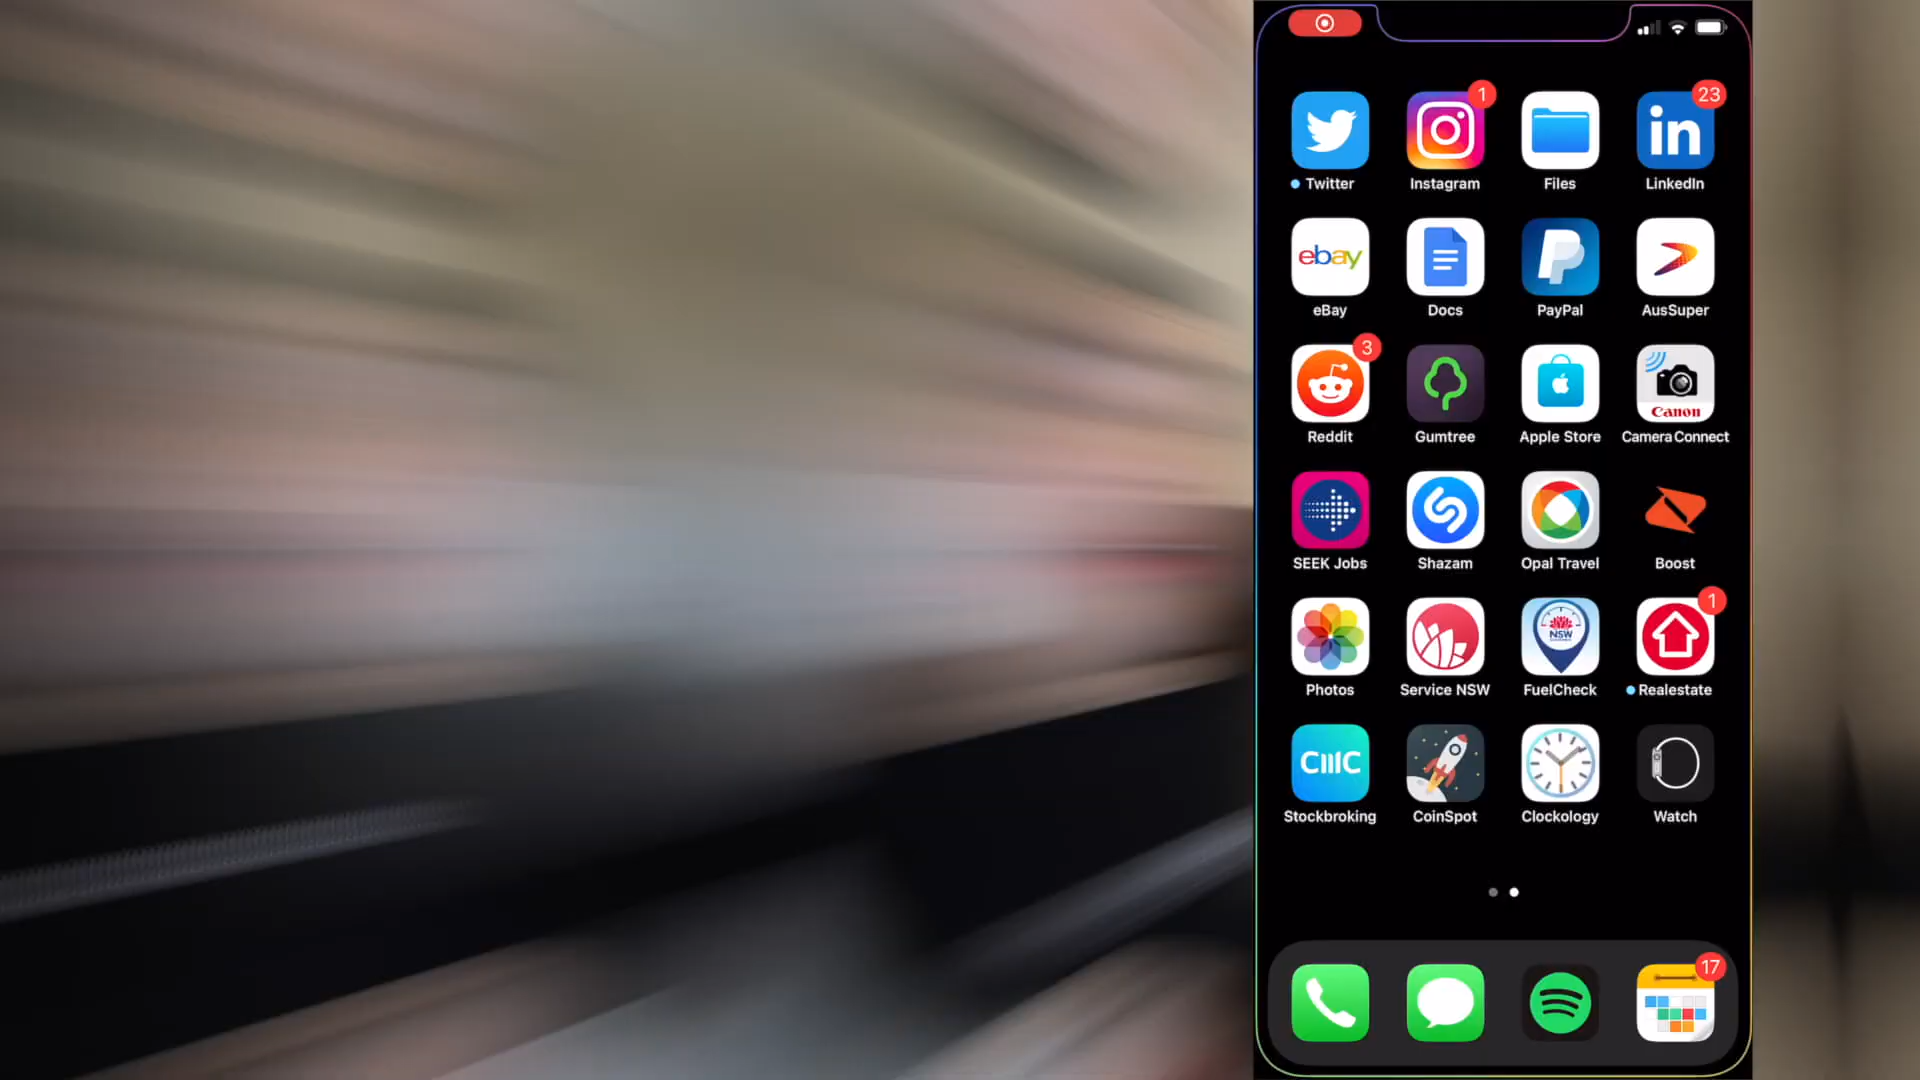 1
23
in
Twitter
Instagram
Files
LinkedIn
ebay
eBay
Docs
PayPal
AusSuper
3
Canon
Reddit
Gumtree
Apple Store
Camera Connect
SEEK Jobs
Shazam
Opal Travel
Boost
1
NSW
Photos
Service NSW
FuelCheck
Realestate
CMC
Stockbroking
CoinSpot
Clockology
Watch
17